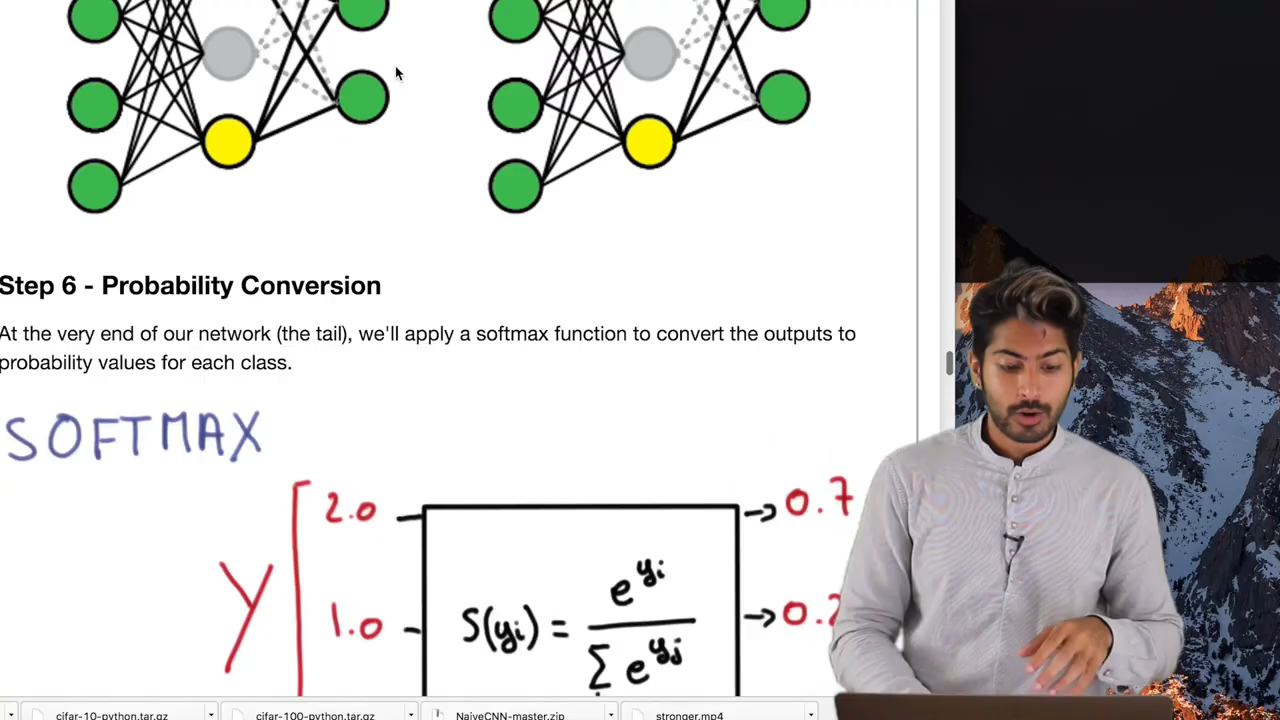 Step 6 - Probability Conversion
At the very end of our network (the tail), we'll apply a softmax function to convert the outputs to
probability values for each class.
SOFTMAX
2.0 → 0.7
Y 1.0 S(yi) = e^yi / Σ e^yj → 0.2
cifar-10-python.tar.gz cifar-100-python.tar.gz NaiveCNN-master.zip stronger.mp4